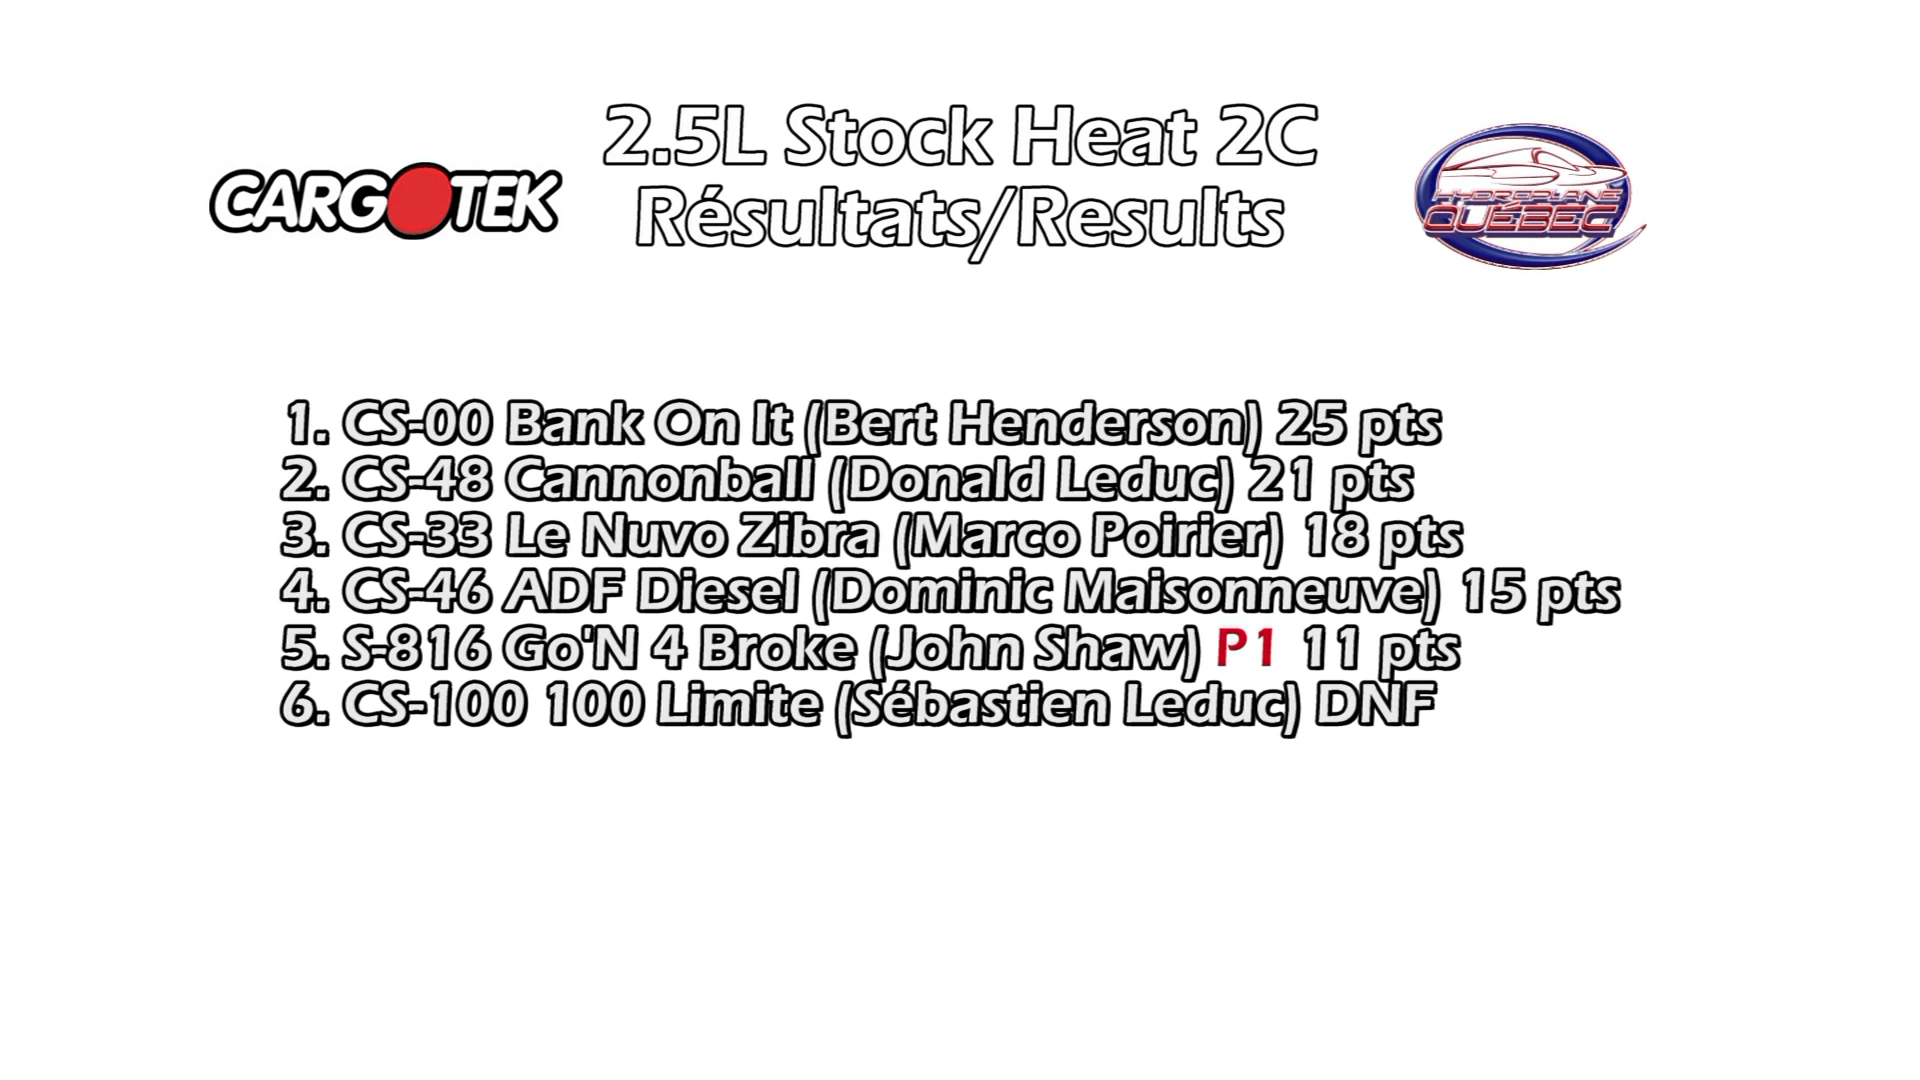 2.5L Stock Heat 2C
Résultats/Results
CARGOTEK
HYDROPLANE
QUÉBEC
1. CS-00 Bank On It (Bert Henderson) 25 pts
2. CS-48 Cannonball (Donald Leduc) 21 pts
3. CS-33 Le Nuvo Zibra (Marco Poirier) 18 pts
4. CS-46 ADF Diesel (Dominic Maisonneuve) 15 pts
5. S-816 Go'N 4 Broke (John Shaw) P1 11 pts
6. CS-100 100 Limite (Sébastien Leduc) DNF